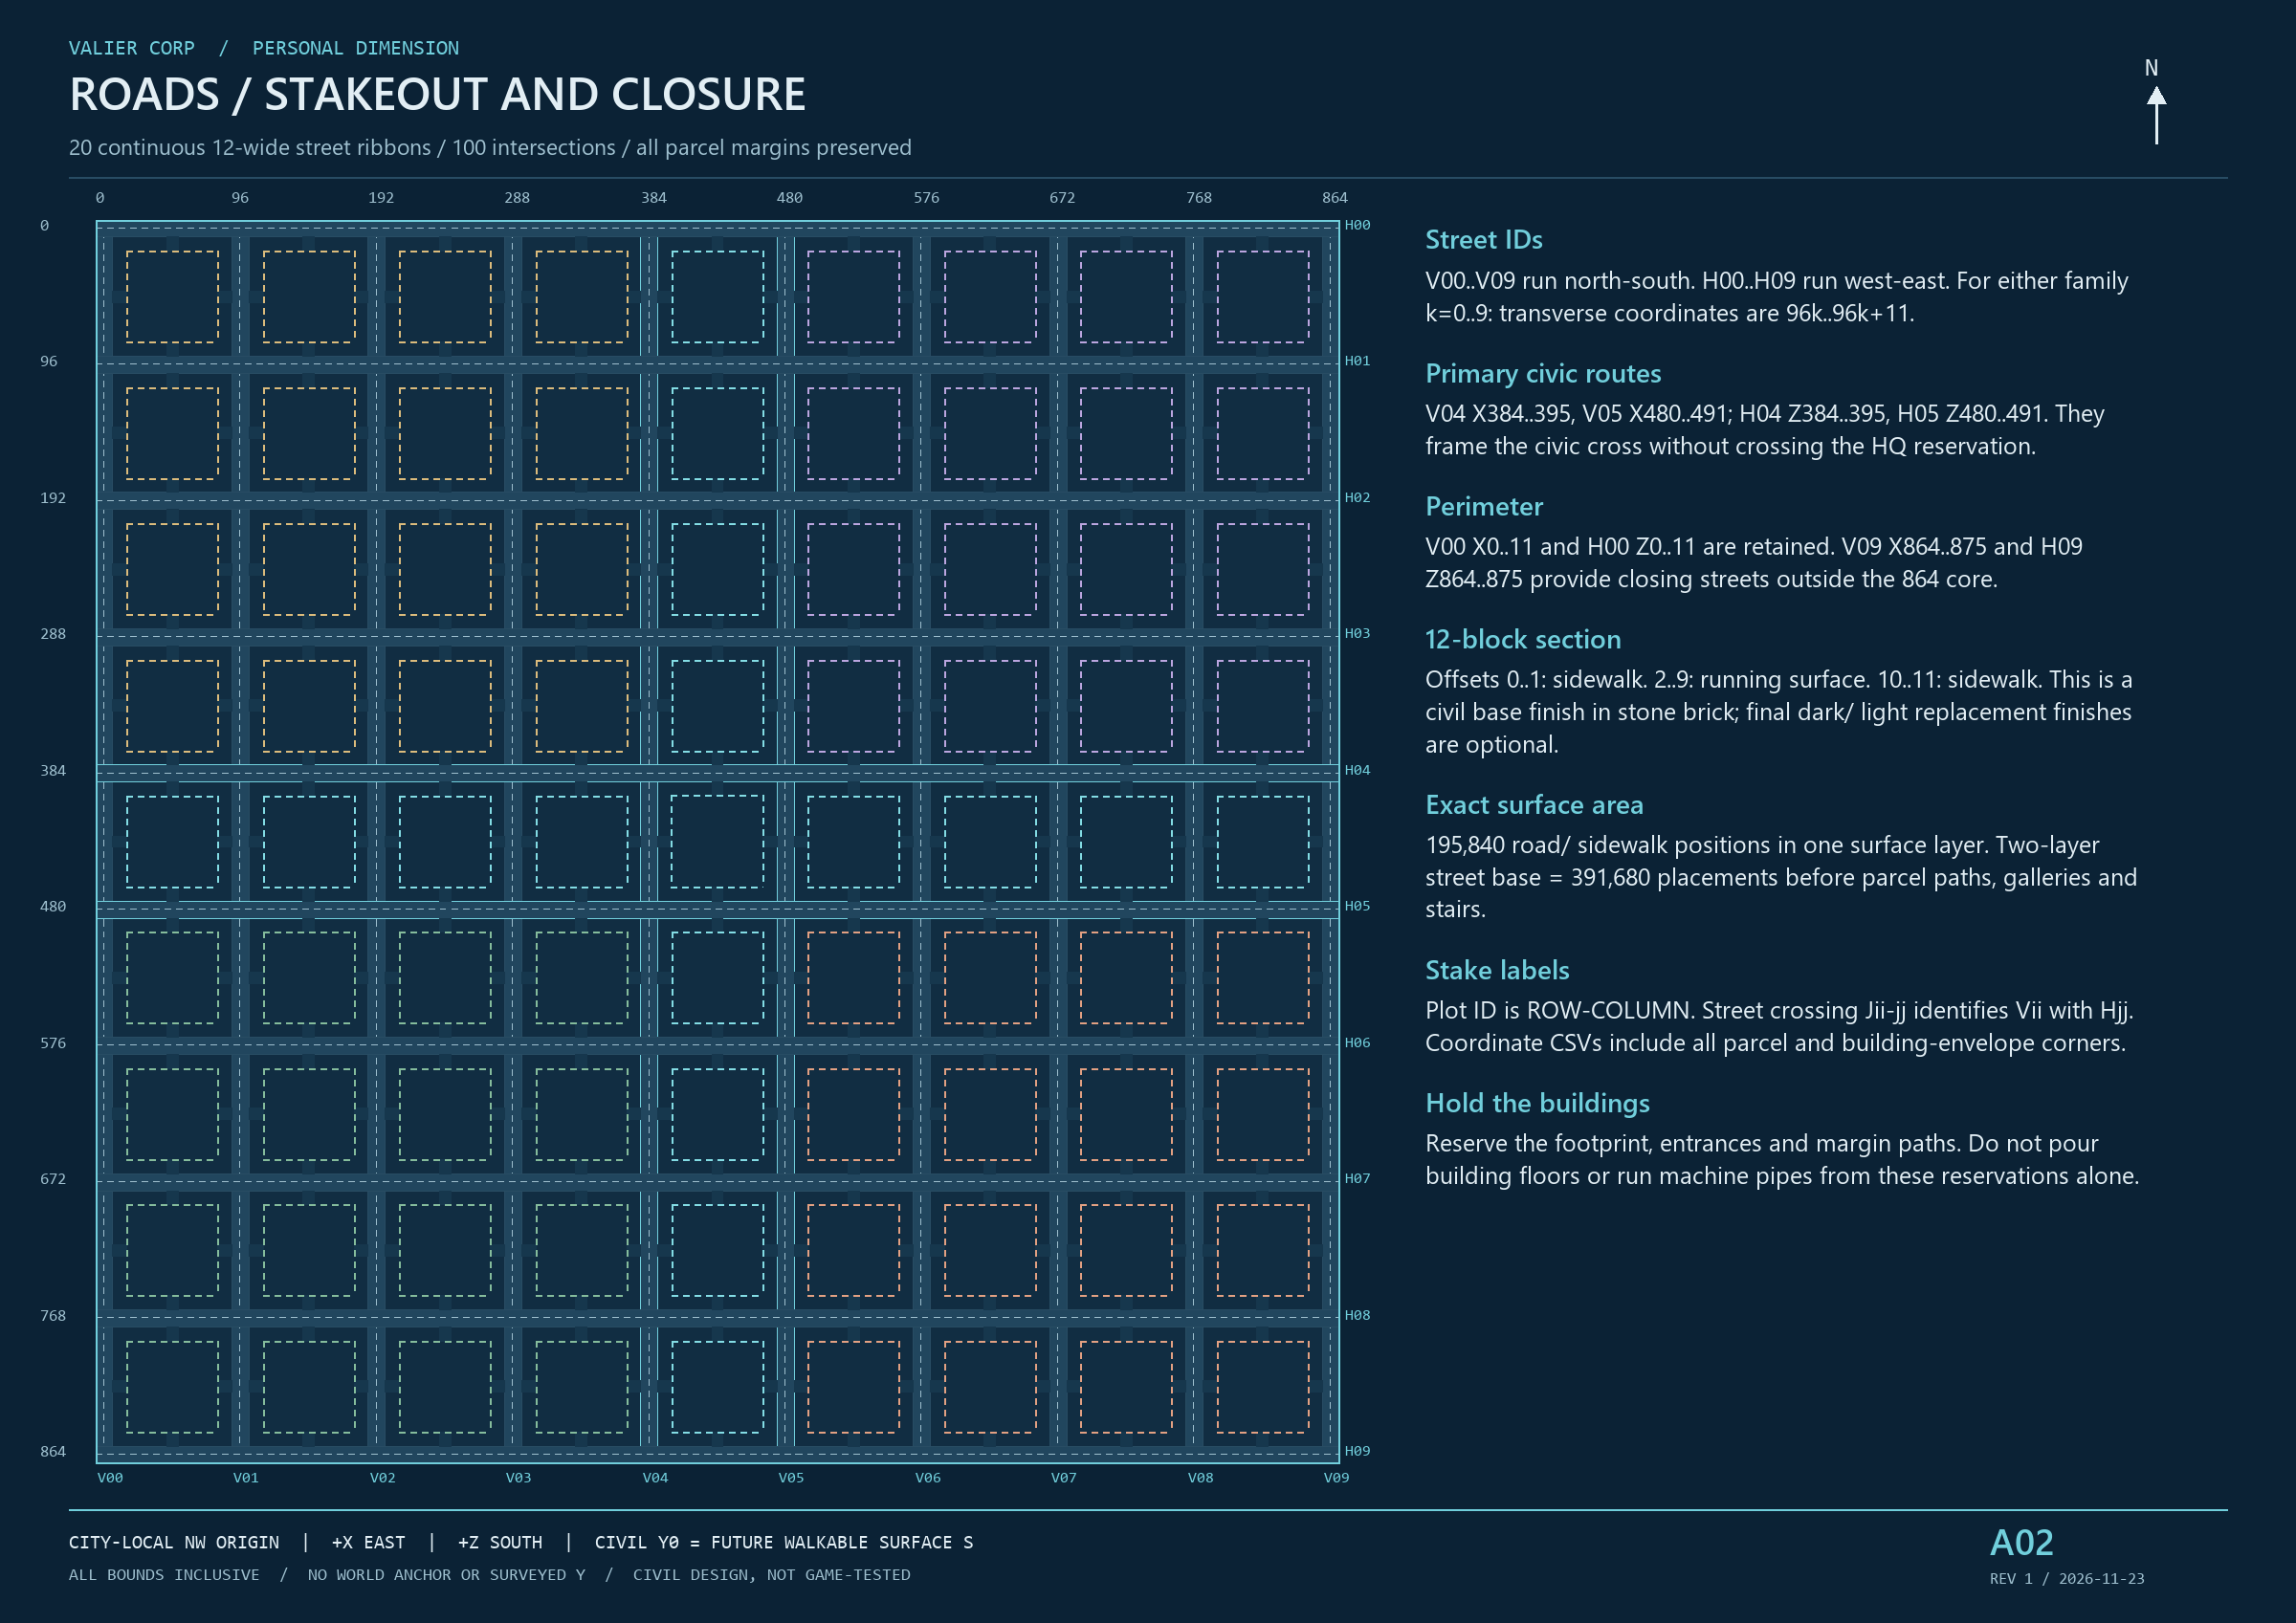 VALIER CORP / PERSONAL DIMENSION
ROADS / STAKEOUT AND CLOSURE
20 continuous 12-wide street ribbons / 100 intersections / all parcel margins preserved
N
0 96 192 288 384 480 576 672 768 864
0 H00
96 H01
192 H02
288 H03
384 H04
480 H05
576 H06
672 H07
768 H08
864 H09
V00 V01 V02 V03 V04 V05 V06 V07 V08 V09
Street IDs
V00..V09 run north-south. H00..H09 run west-east. For either family
k=0..9: transverse coordinates are 96k..96k+11.
Primary civic routes
V04 X384..395, V05 X480..491; H04 Z384..395, H05 Z480..491. They
frame the civic cross without crossing the HQ reservation.
Perimeter
V00 X0..11 and H00 Z0..11 are retained. V09 X864..875 and H09
Z864..875 provide closing streets outside the 864 core.
12-block section
Offsets 0..1: sidewalk. 2..9: running surface. 10..11: sidewalk. This is a
civil base finish in stone brick; final dark/ light replacement finishes
are optional.
Exact surface area
195,840 road/ sidewalk positions in one surface layer. Two-layer
street base = 391,680 placements before parcel paths, galleries and
stairs.
Stake labels
Plot ID is ROW-COLUMN. Street crossing Jii-jj identifies Vii with Hjj.
Coordinate CSVs include all parcel and building-envelope corners.
Hold the buildings
Reserve the footprint, entrances and margin paths. Do not pour
building floors or run machine pipes from these reservations alone.
CITY-LOCAL NW ORIGIN | +X EAST | +Z SOUTH | CIVIL Y0 = FUTURE WALKABLE SURFACE S
ALL BOUNDS INCLUSIVE / NO WORLD ANCHOR OR SURVEYED Y / CIVIL DESIGN, NOT GAME-TESTED
A02
REV 1 / 2026-11-23